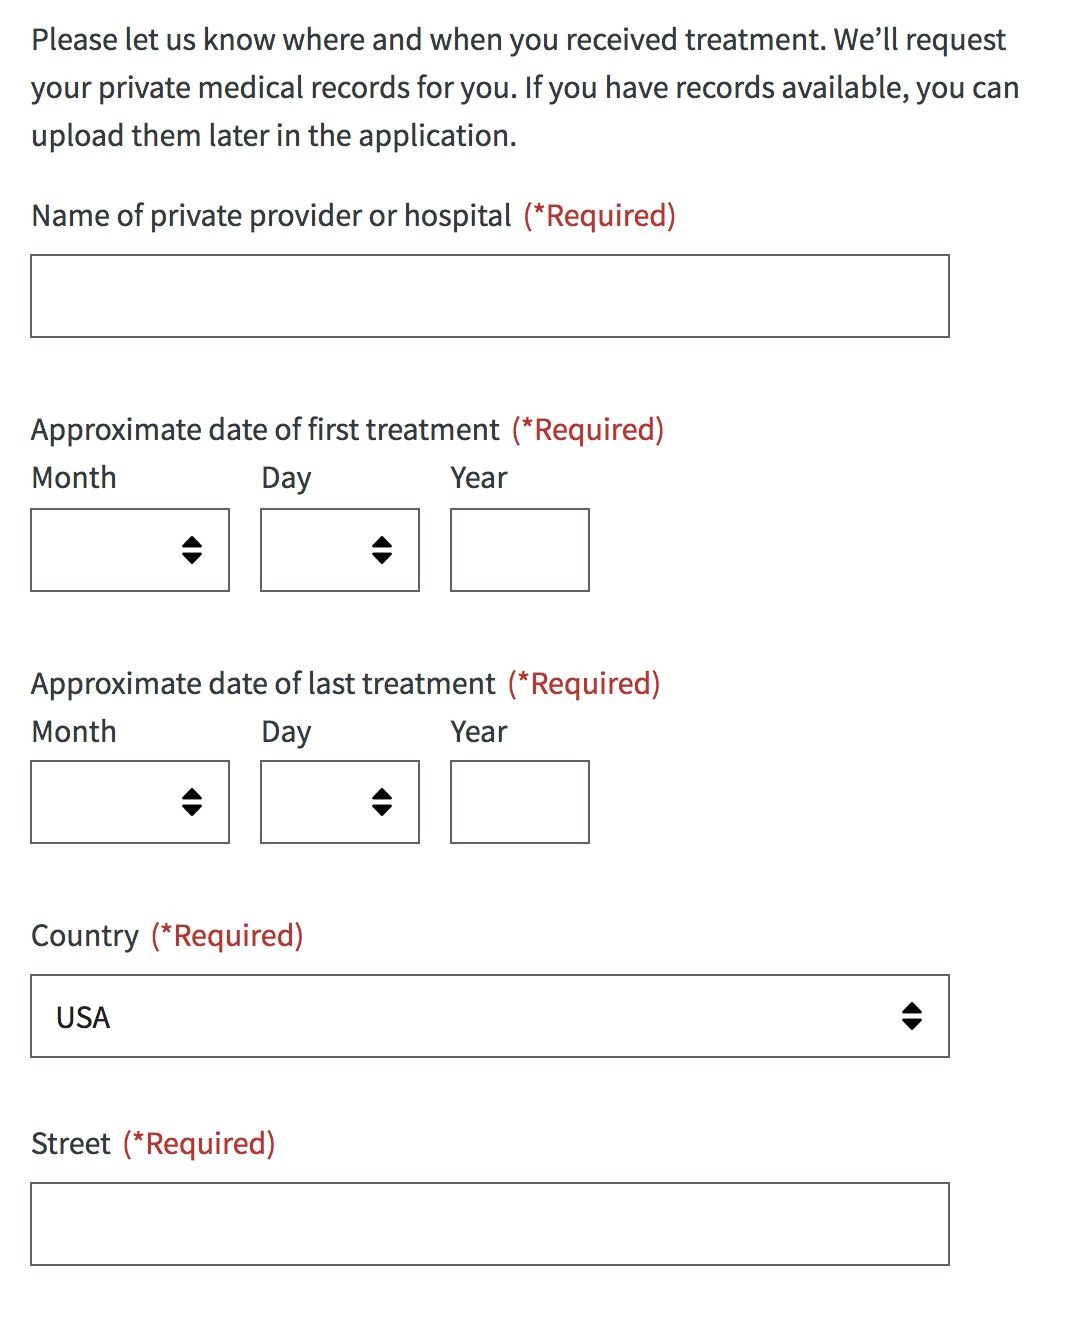 Please let us know where and when you received treatment. We’ll request
your private medical records for you. If you have records available, you can
upload them later in the application.
Name of private provider or hospital (*Required)
Approximate date of first treatment (*Required)
Month Day Year
Approximate date of last treatment (*Required)
Month Day Year
Country (*Required)
USA
Street (*Required)